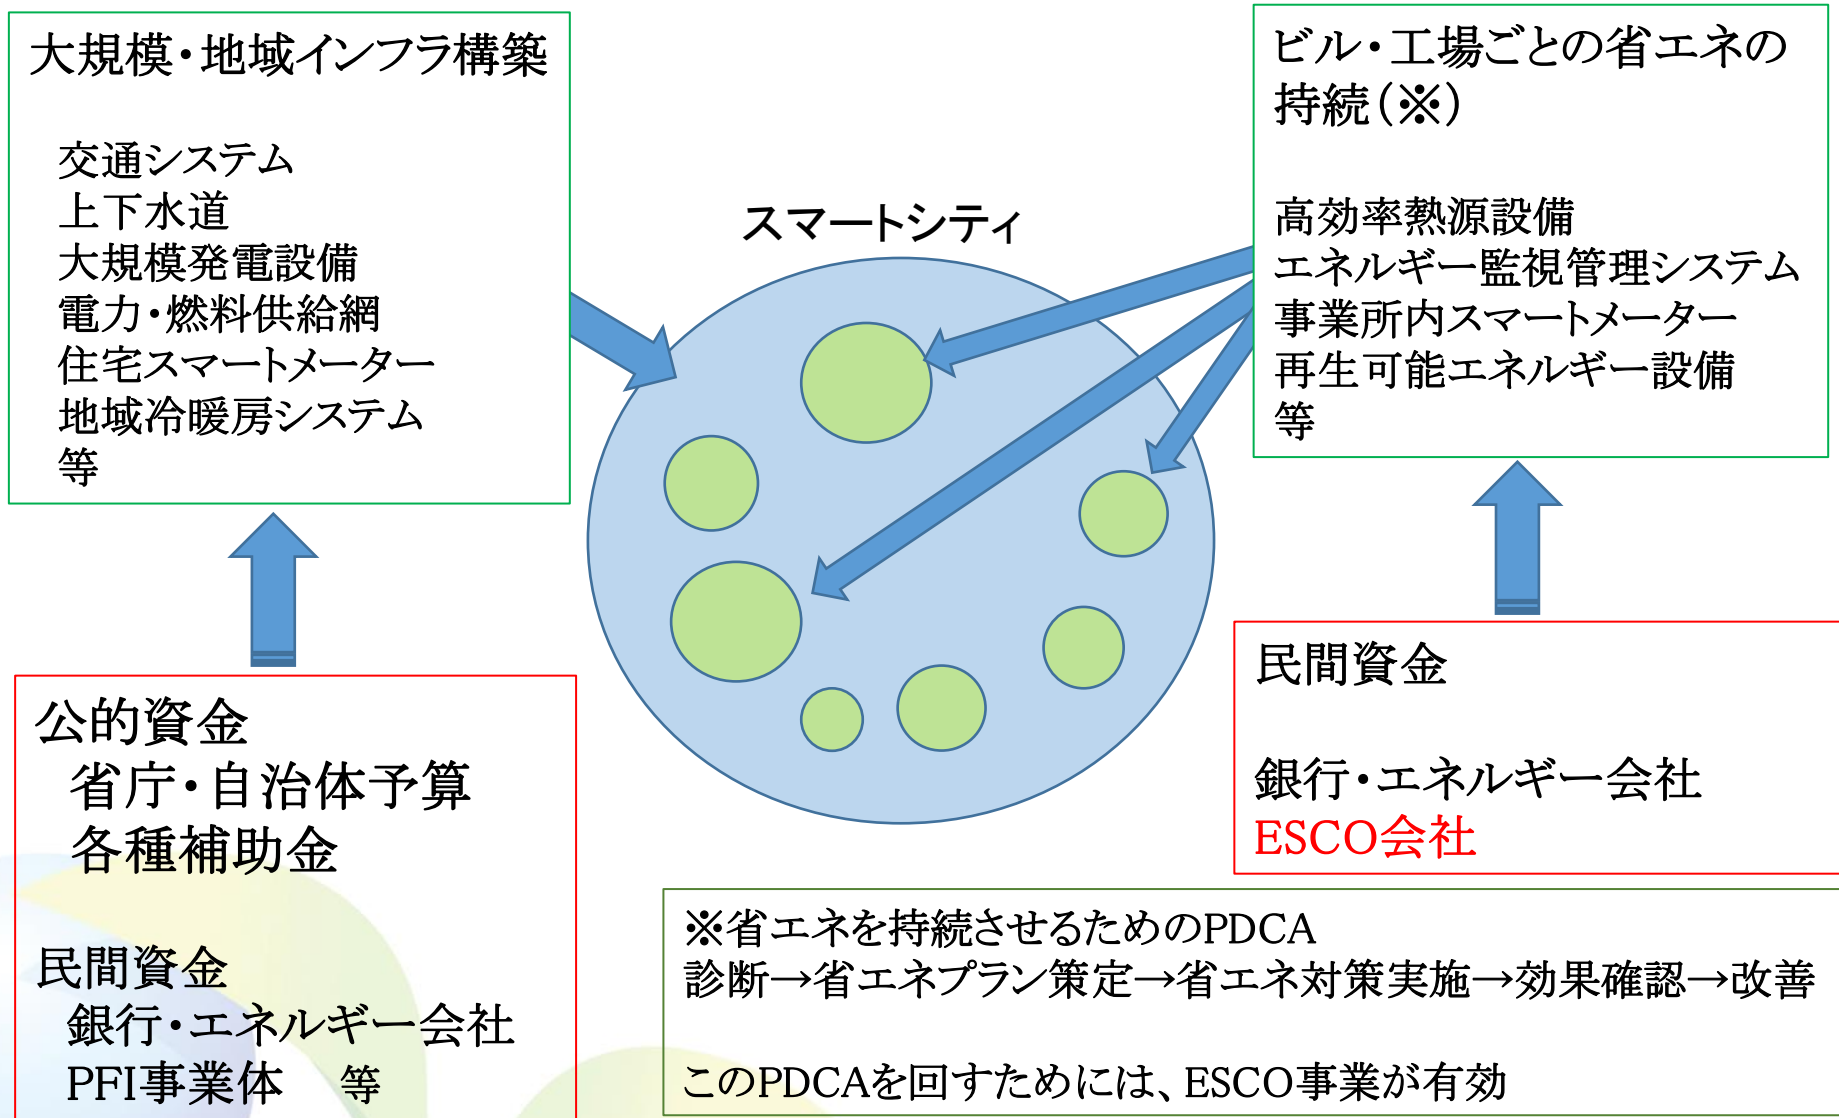 大規模・地域インフラ構築
交通システム
上下水道
大規模発電設備
電力・燃料供給網
住宅スマートメーター
地域冷暖房システム
等
公的資金
省庁・自治体予算
各種補助金
民間資金
銀行・エネルギー会社
PFI事業体　等
スマートシティ
ビル・工場ごとの省エネの
持続（※）
高効率熱源設備
エネルギー監視管理システム
事業所内スマートメーター
再生可能エネルギー設備
等
民間資金
銀行・エネルギー会社
ESCO会社
※省エネを持続させるためのPDCA
診断→省エネプラン策定→省エネ対策実施→効果確認→改善
このPDCAを回すためには、ESCO事業が有効